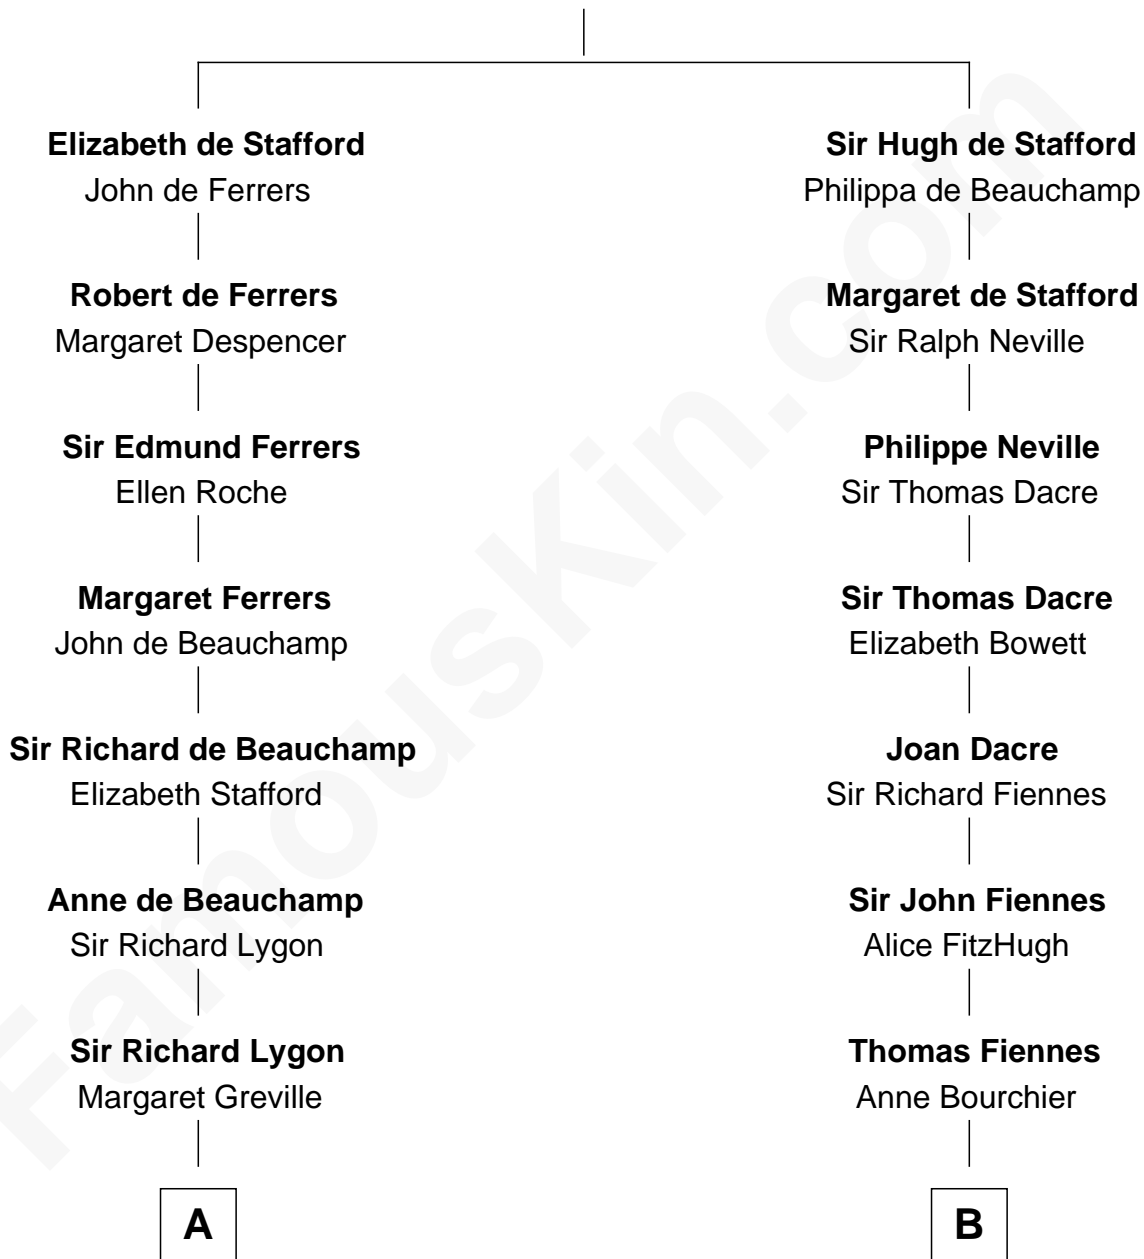 Elizabeth de Stafford
John de Ferrers
Robert de Ferrers
Margaret Despencer
Sir Edmund Ferrers
Ellen Roche
Margaret Ferrers
John de Beauchamp
Sir Richard de Beauchamp
Elizabeth Stafford
Anne de Beauchamp
Sir Richard Lygon
Sir Richard Lygon
Margaret Greville
A
Sir Hugh de Stafford
Philippa de Beauchamp
Margaret de Stafford
Sir Ralph Neville
Philippe Neville
Sir Thomas Dacre
Sir Thomas Dacre
Elizabeth Bowett
Joan Dacre
Sir Richard Fiennes
Sir John Fiennes
Alice FitzHugh
Thomas Fiennes
Anne Bourchier
B
FamousKin.com